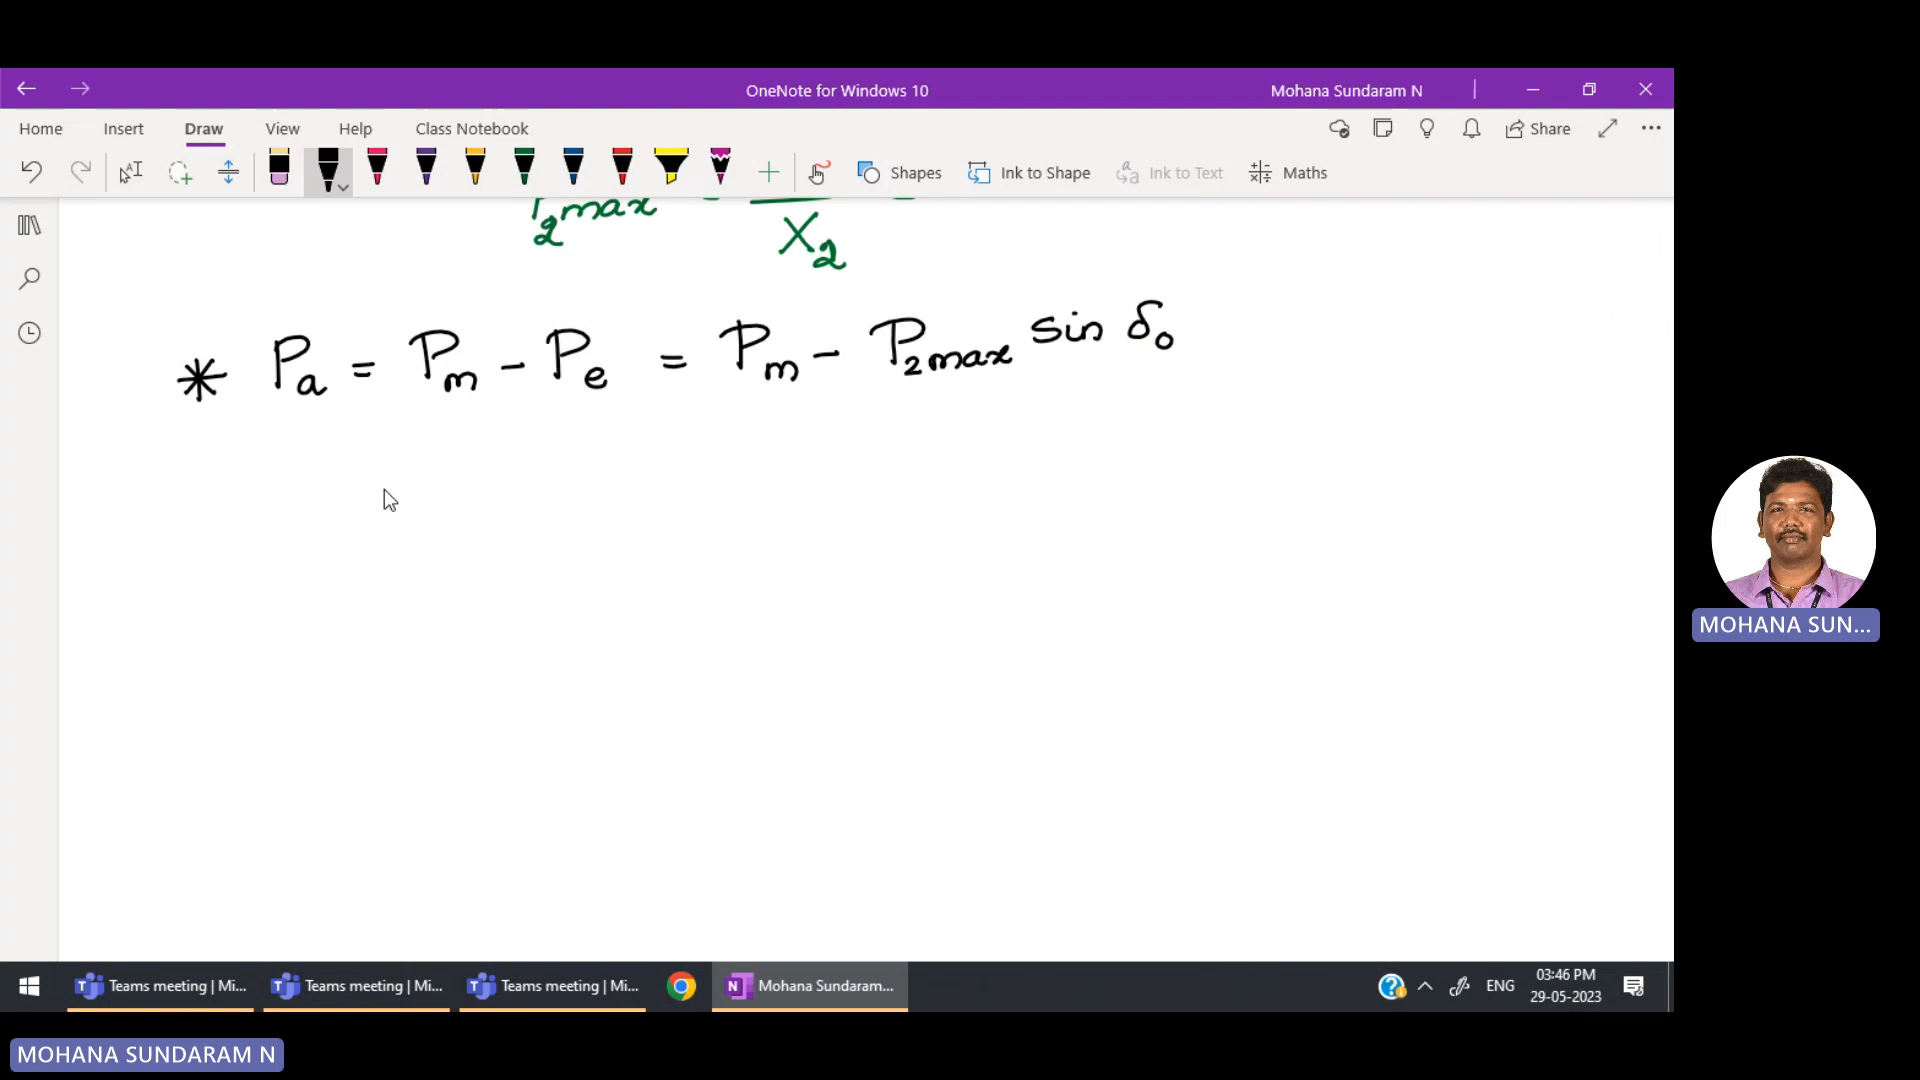 OneNote for Windows 10
Mohana Sundaram N
Home Insert Draw View Help Class Notebook Share
Shapes Ink to Shape Ink to Text Maths
P₂max =
X₂
* Pₐ = Pₘ - Pₑ = Pₘ - P₂max sin δ₀
MOHANA SUN...
Teams meeting | Mi... Teams meeting | Mi... Teams meeting | Mi... Mohana Sundaram... ENG 03:46 PM
29-05-2023
MOHANA SUNDARAM N